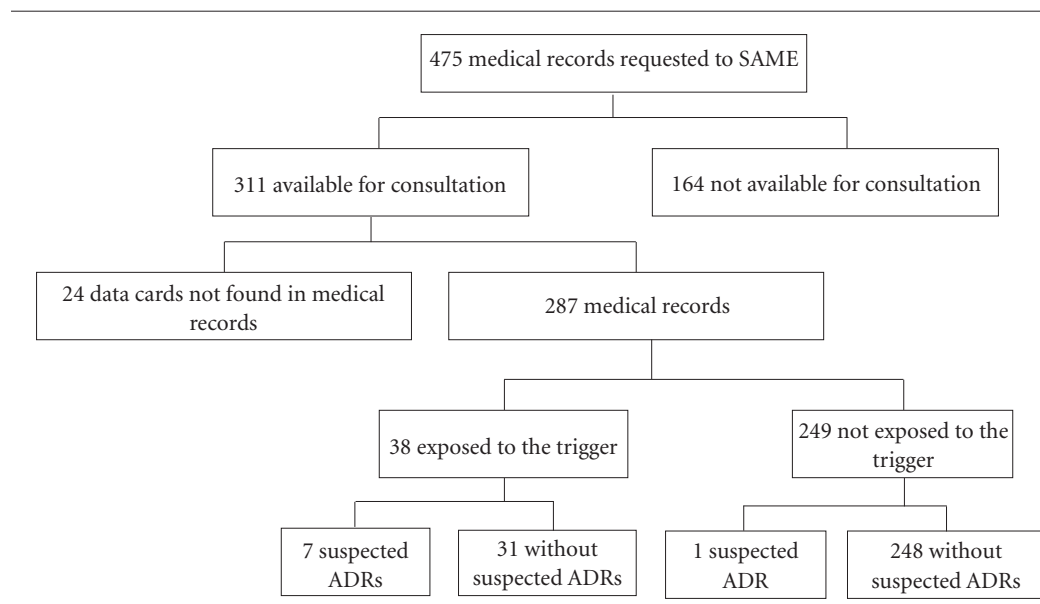 475 medical records requested to SAME
311 available for consultation
164 not available for consultation
24 data cards not found in medical
records
287 medical records
38 exposed to the trigger
249 not exposed to the
trigger
7 suspected
ADRs
31 without
suspected ADRs
1 suspected
ADR
248 without
suspected ADRs